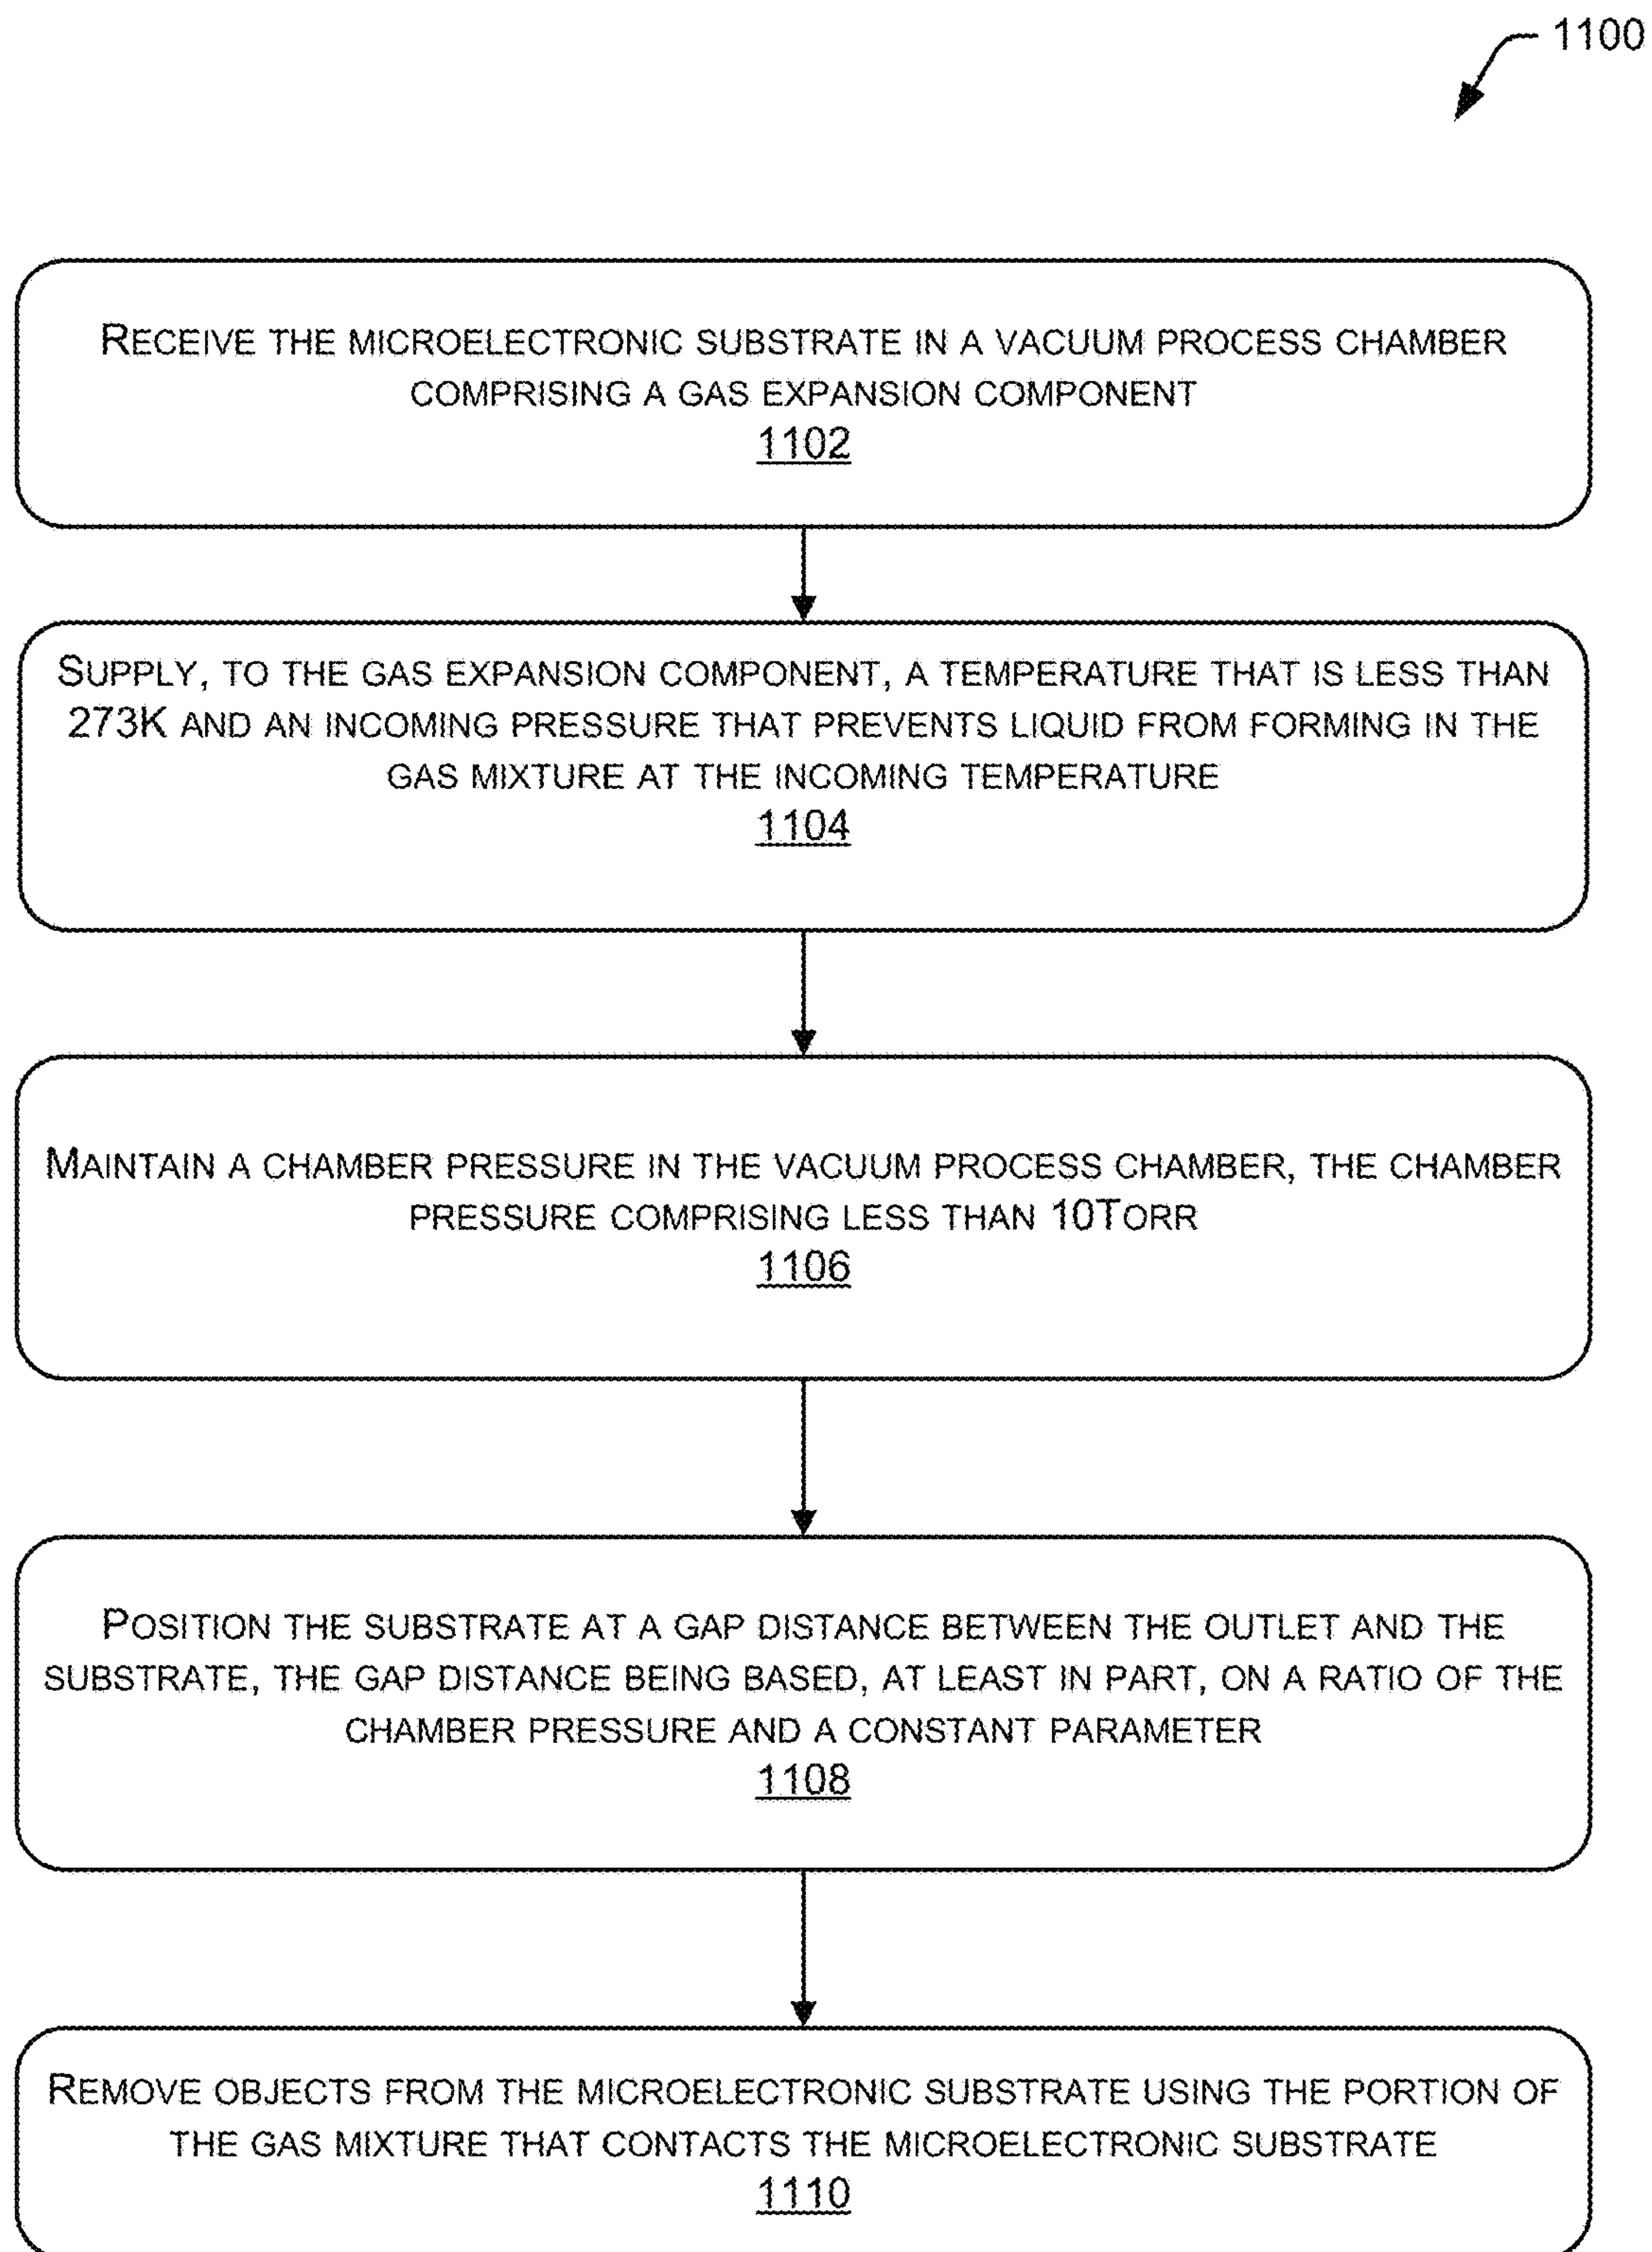 1100
RECEIVE THE MICROELECTRONIC SUBSTRATE IN A VACUUM PROCESS CHAMBER
COMPRISING A GAS EXPANSION COMPONENT
1102
SUPPLY, TO THE GAS EXPANSION COMPONENT, A TEMPERATURE THAT IS LESS THAN
273K AND AN INCOMING PRESSURE THAT PREVENTS LIQUID FROM FORMING IN THE
GAS MIXTURE AT THE INCOMING TEMPERATURE
1104
MAINTAIN A CHAMBER PRESSURE IN THE VACUUM PROCESS CHAMBER, THE CHAMBER
PRESSURE COMPRISING LESS THAN 10TORR
1106
POSITION THE SUBSTRATE AT A GAP DISTANCE BETWEEN THE OUTLET AND THE
SUBSTRATE, THE GAP DISTANCE BEING BASED, AT LEAST IN PART, ON A RATIO OF THE
CHAMBER PRESSURE AND A CONSTANT PARAMETER
1108
REMOVE OBJECTS FROM THE MICROELECTRONIC SUBSTRATE USING THE PORTION OF
THE GAS MIXTURE THAT CONTACTS THE MICROELECTRONIC SUBSTRATE
1110